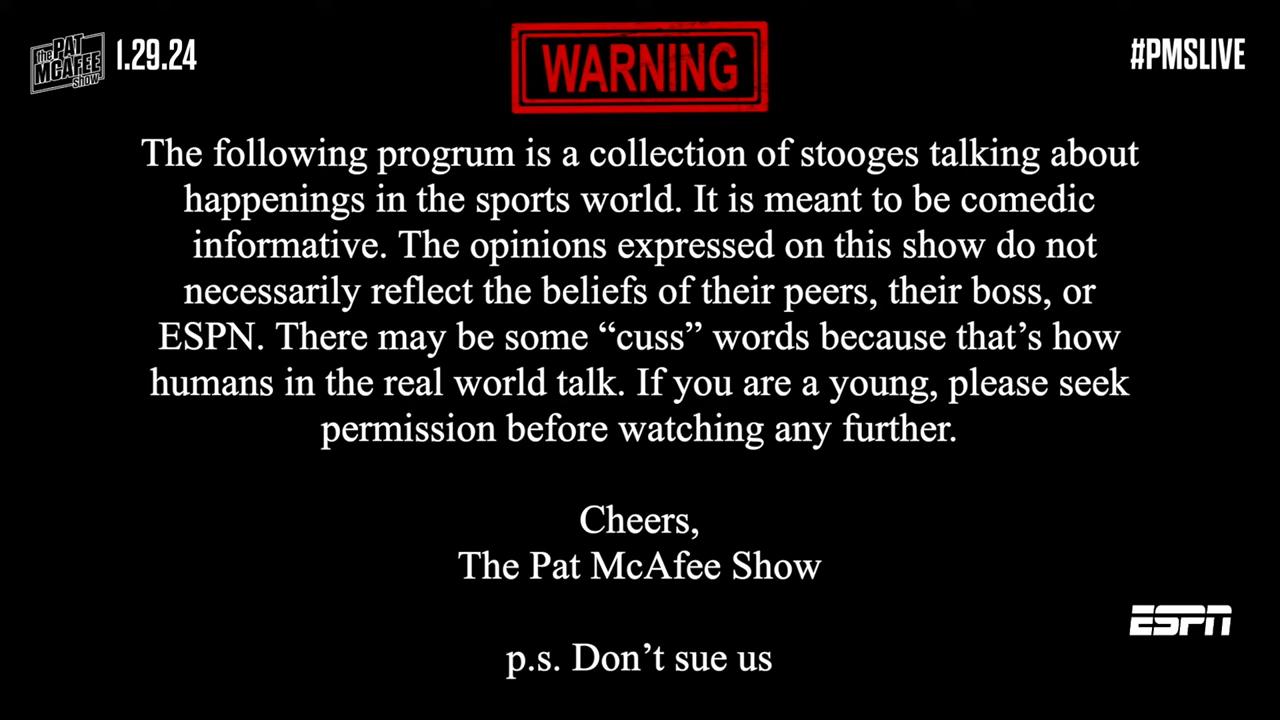 The
PAT
MCAFEE
Show
1.29.24
WARNING
#PMSLIVE
The following progrum is a collection of stooges talking about
happenings in the sports world. It is meant to be comedic
informative. The opinions expressed on this show do not
necessarily reflect the beliefs of their peers, their boss, or
ESPN. There may be some “cuss” words because that’s how
humans in the real world talk. If you are a young, please seek
permission before watching any further.
Cheers,
The Pat McAfee Show
ESPN
p.s. Don’t sue us